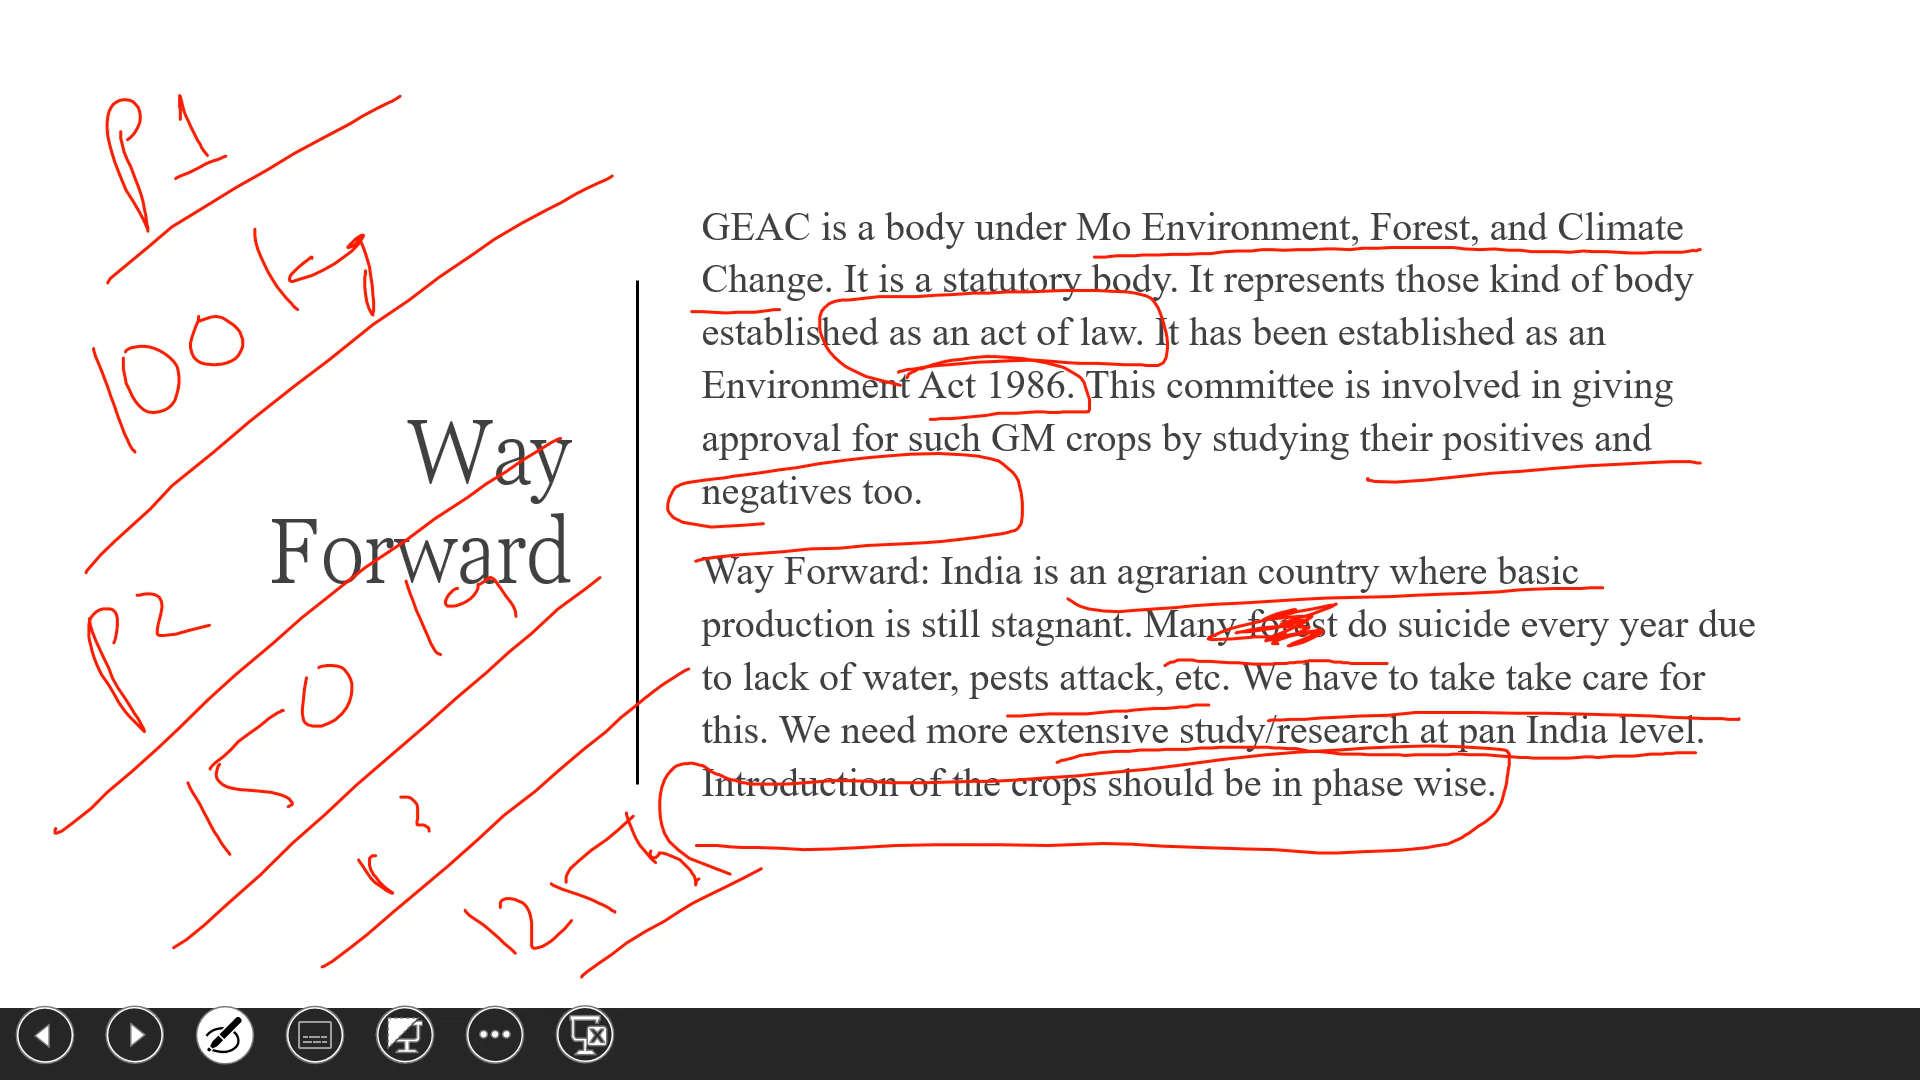 P1
100 kg
Way
Forward
P2
150 kg
125 k
GEAC is a body under Mo Environment, Forest, and Climate
Change. It is a statutory body. It represents those kind of body
established as an act of law. It has been established as an
Environment Act 1986. This committee is involved in giving
approval for such GM crops by studying their positives and
negatives too.
Way Forward: India is an agrarian country where basic
production is still stagnant. Many forest do suicide every year due
to lack of water, pests attack, etc. We have to take take care for
this. We need more extensive study/research at pan India level.
Introduction of the crops should be in phase wise.